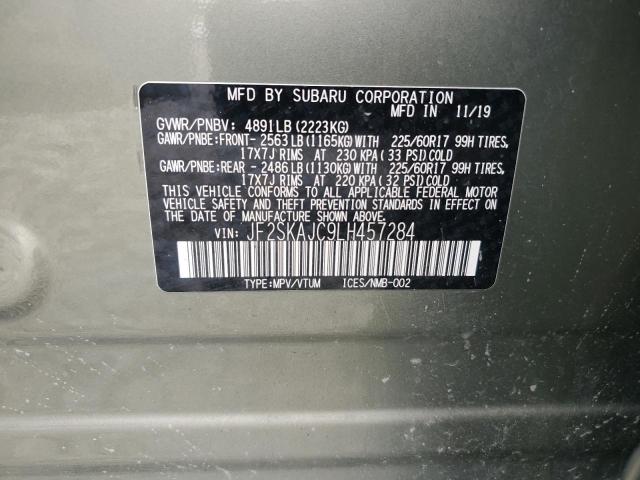 MFD BY SUBARU CORPORATION
MFD IN 11/19
GVWR/PNBV: 4891LB(2223KG)
GAWR/PNBE:FRONT- 2563LB(1165KG)WITH 225/60R17 99H TIRES,
17X7J RIMS AT 230 KPA(33 PSI)COLD
GAWR/PNBE:REAR - 2486LB(1130KG)WITH 225/60R17 99H TIRES,
17X7J RIMS AT 220 KPA(32 PSI)COLD
THIS VEHICLE CONFORMS TO ALL APPLICABLE FEDERAL MOTOR
VEHICLE SAFETY AND THEFT PREVENTION STANDARDS IN EFFECT ON
THE DATE OF MANUFACTURE SHOWN ABOVE.
VIN: JF2SKAJC9LH457284
TYPE:MPV/VTUM ICES/NMB-002